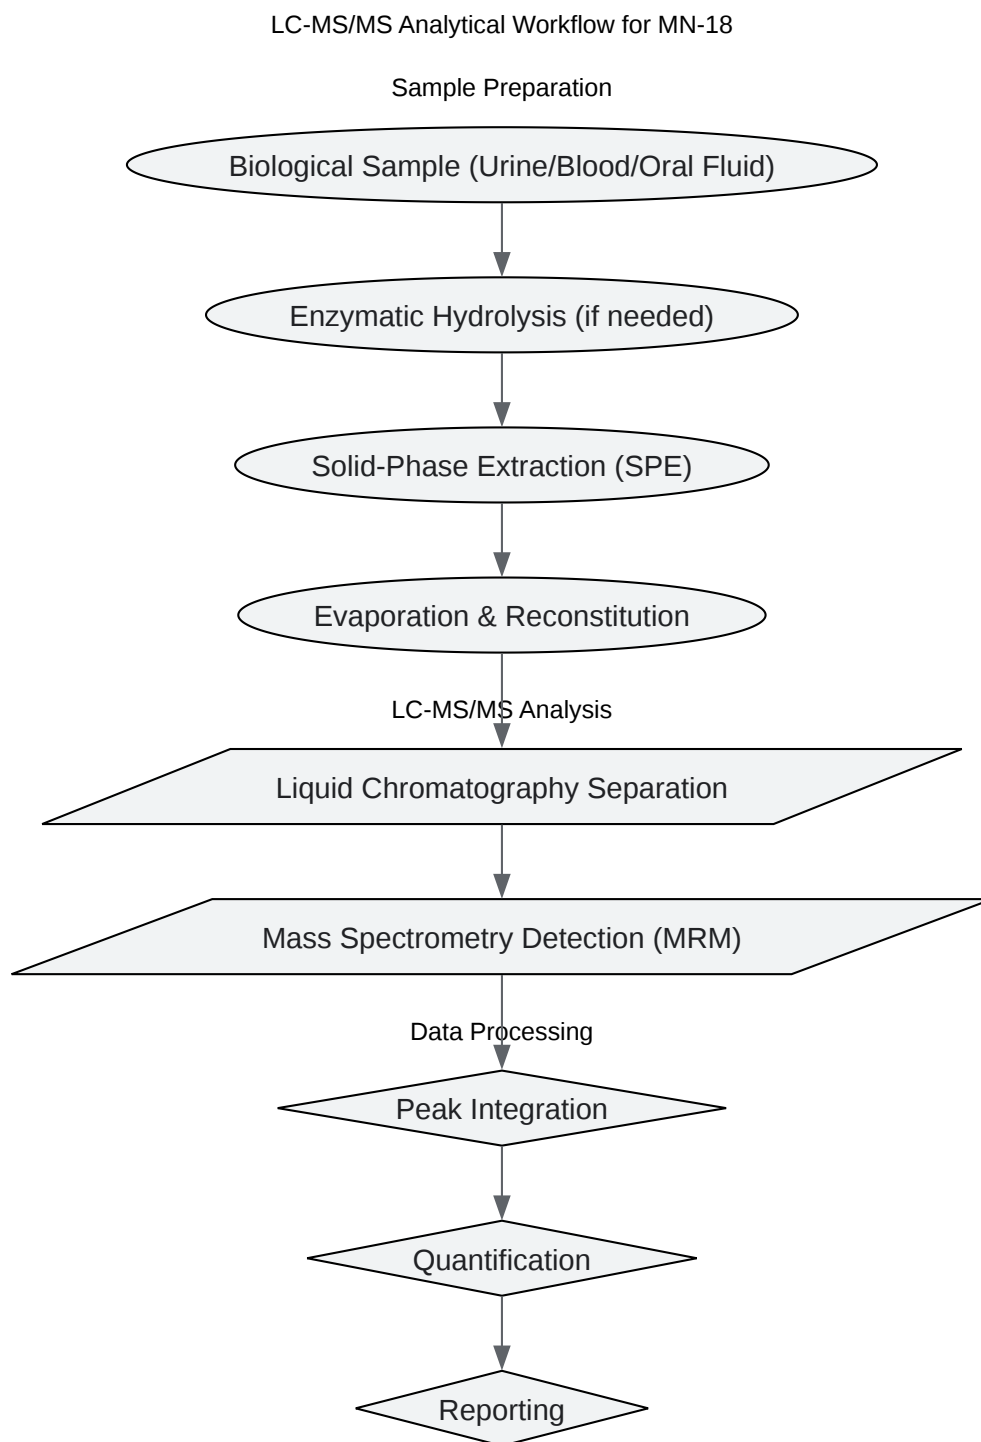 LC-MS/MS Analytical Workflow for MN-18
Sample Preparation
Biological Sample (Urine/Blood/Oral Fluid)
Enzymatic Hydrolysis (if needed)
Solid-Phase Extraction (SPE)
Evaporation & Reconstitution
LC-MS/MS Analysis
Liquid Chromatography Separation
Mass Spectrometry Detection (MRM)
Data Processing
Peak Integration
Quantification
Reporting